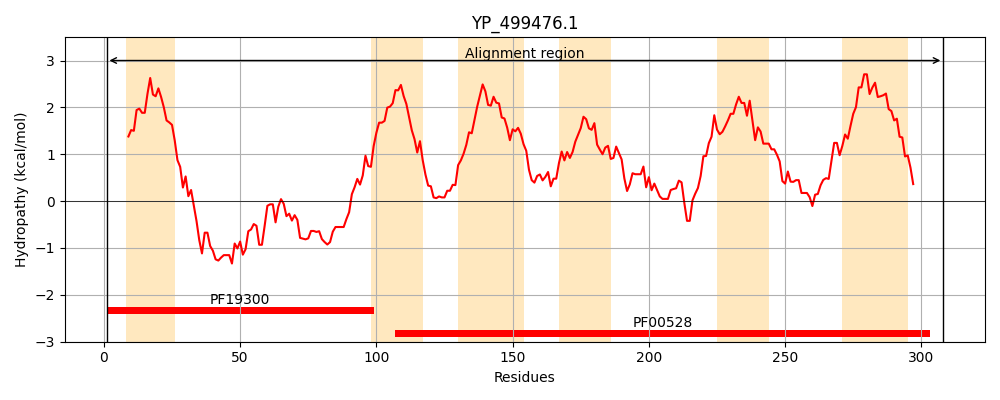 YP_499476.1
Alignment region
Hydropathy (kcal/mol)
3
2
1
0
−1
−2
−3
PF19300
PF00528
0 50 100 150 200 250 300
Residues